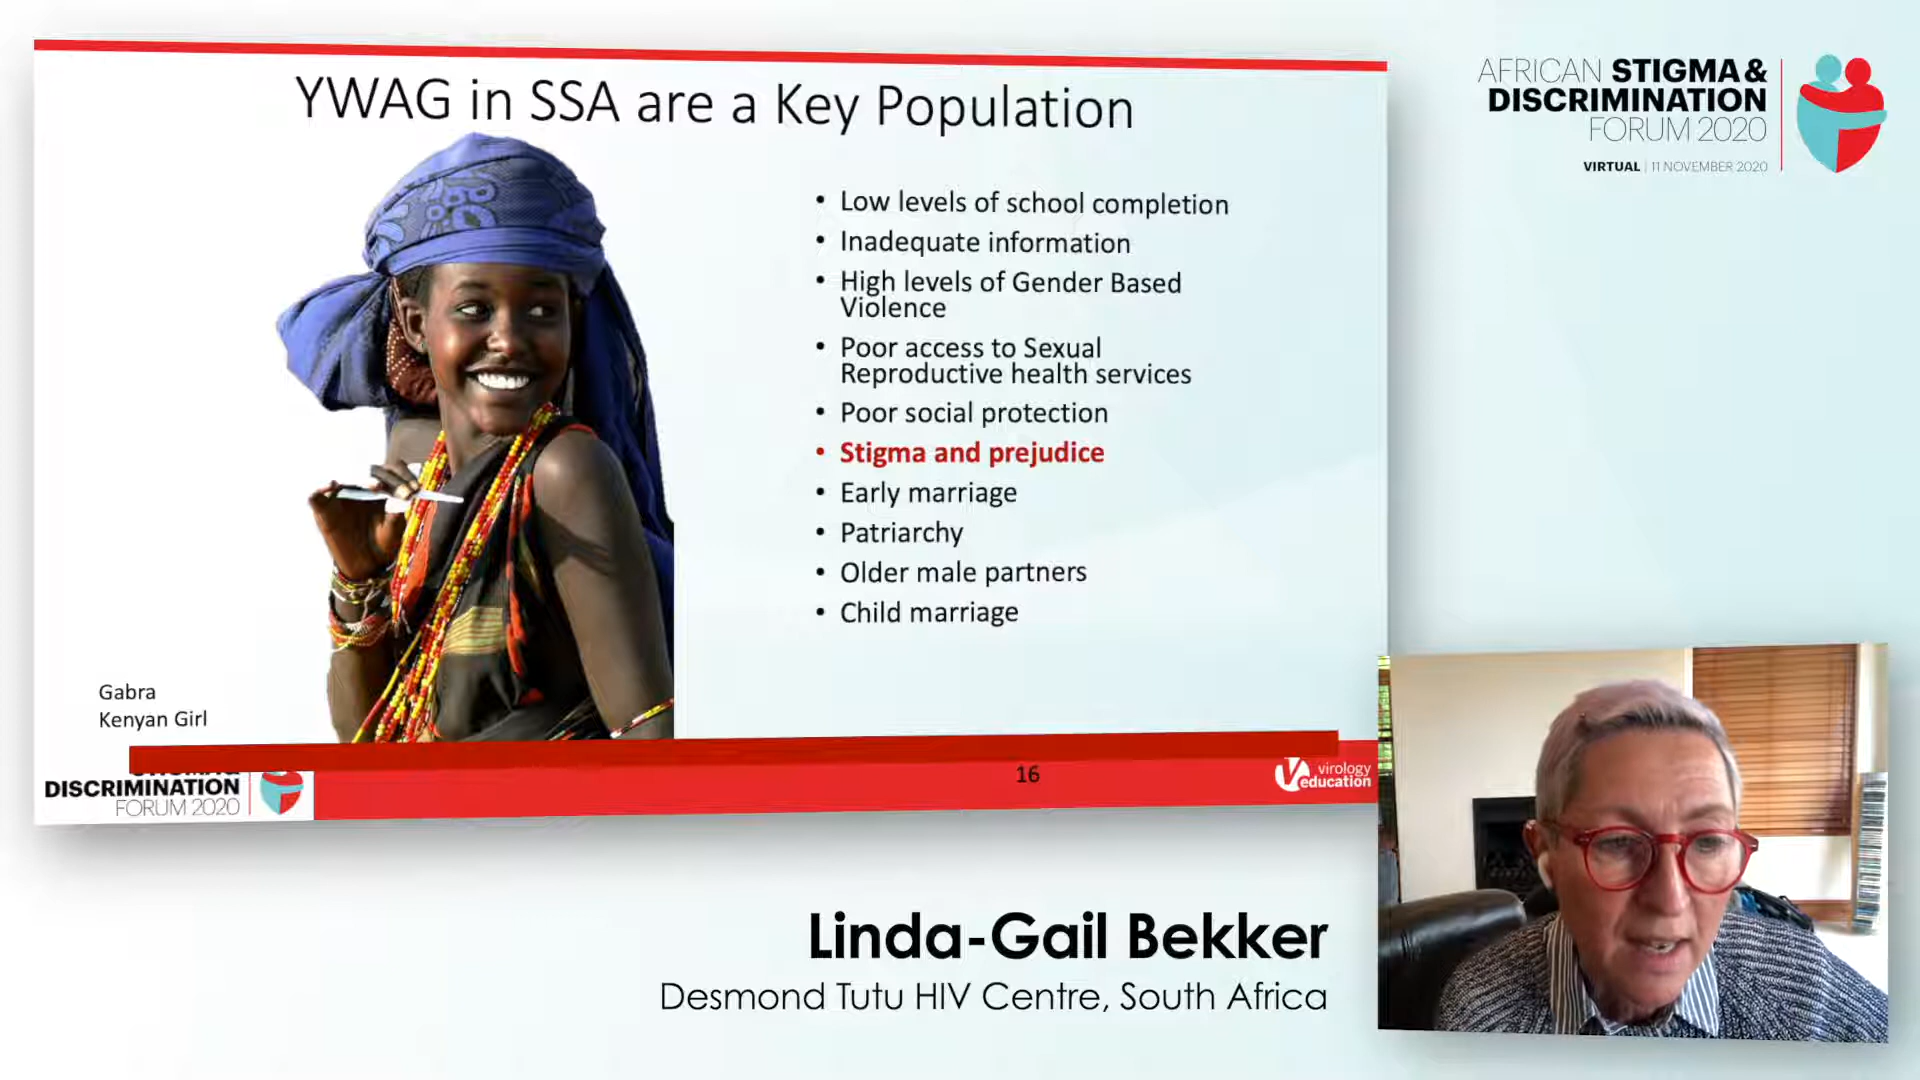 YWAG in SSA are a Key Population
• Low levels of school completion
• Inadequate information
• High levels of Gender Based
Violence
• Poor access to Sexual
Reproductive health services
• Poor social protection
• Stigma and prejudice
• Early marriage
• Patriarchy
• Older male partners
• Child marriage
Gabra
Kenyan Girl
DISCRIMINATION
FORUM 2020
16
virology
education
AFRICAN STIGMA &
DISCRIMINATION
FORUM 2020
VIRTUAL | 11 NOVEMBER 2020
Linda-Gail Bekker
Desmond Tutu HIV Centre, South Africa